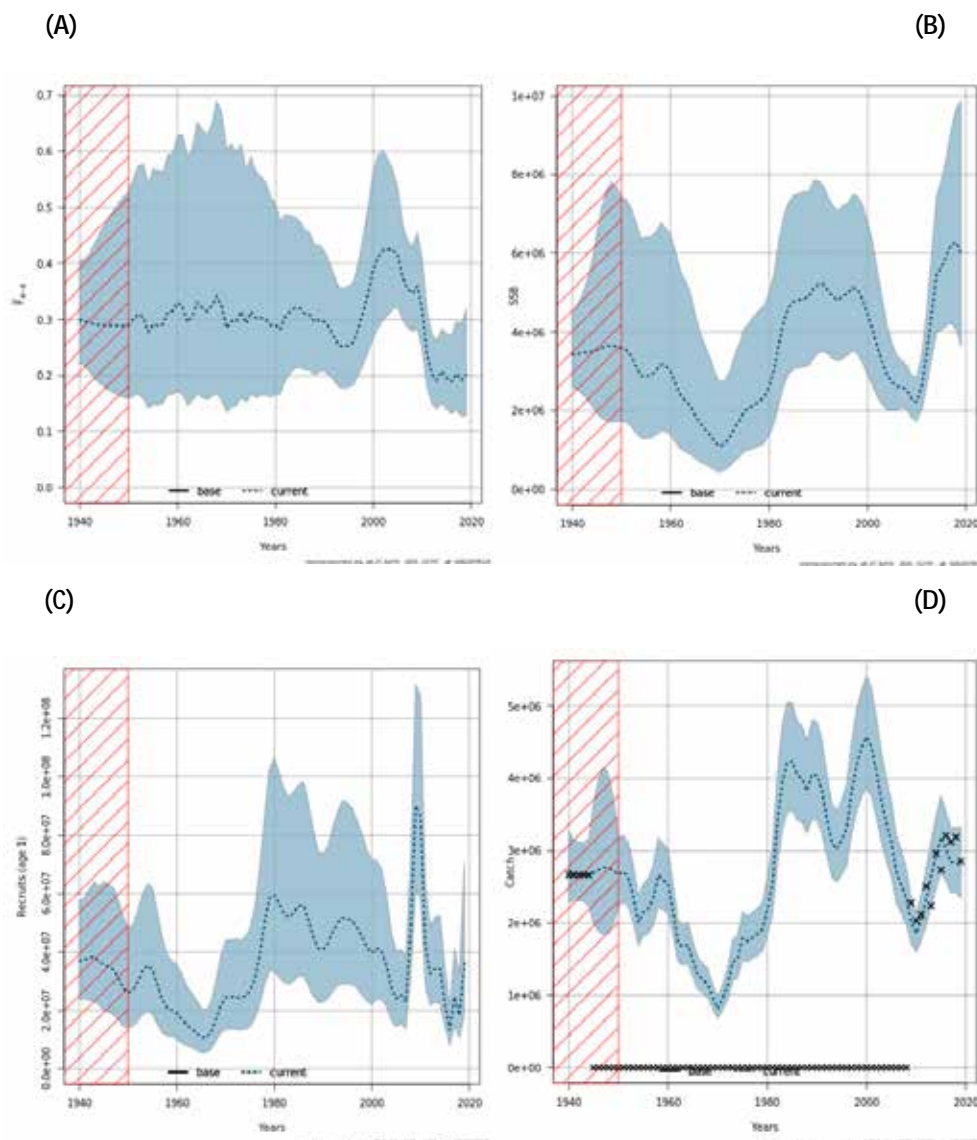 (A) (B)
0.7
0.6
0.5
0.4
0.3
0.2
0.1
0.0
base current
1940 1960 1980 2000 2020
Years
1e+07
8e+06
6e+06
4e+06
2e+06
0e+00
SSB
base current
1940 1960 1980 2000 2020
Years
(C) (D)
1.2e+08
1.0e+08
8.0e+07
6.0e+07
4.0e+07
2.0e+07
0.0e+00
Recruits (age 1)
base current
1940 1960 1980 2000 2020
Years
5e+06
4e+06
3e+06
2e+06
1e+06
0e+00
Catch
base current
1940 1960 1980 2000 2020
Years